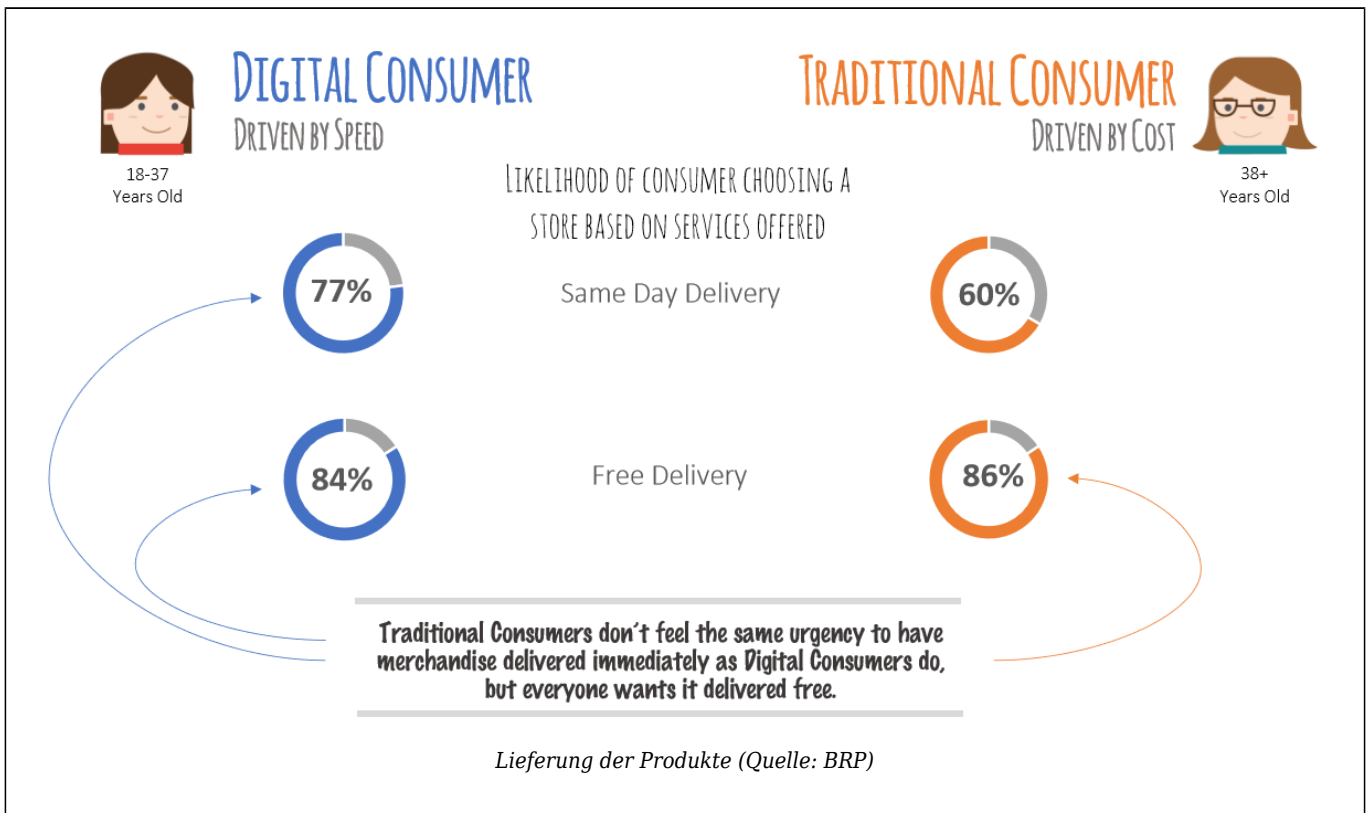 DIGITAL CONSUMER
DRIVEN BY SPEED
18-37
Years Old
TRADITIONAL CONSUMER
DRIVEN BY COST
38+
Years Old
LIKELIHOOD OF CONSUMER CHOOSING A
STORE BASED ON SERVICES OFFERED
77%
Same Day Delivery
60%
84%
Free Delivery
86%
Traditional Consumers don't feel the same urgency to have
merchandise delivered immediately as Digital Consumers do,
but everyone wants it delivered free.
Lieferung der Produkte (Quelle: BRP)